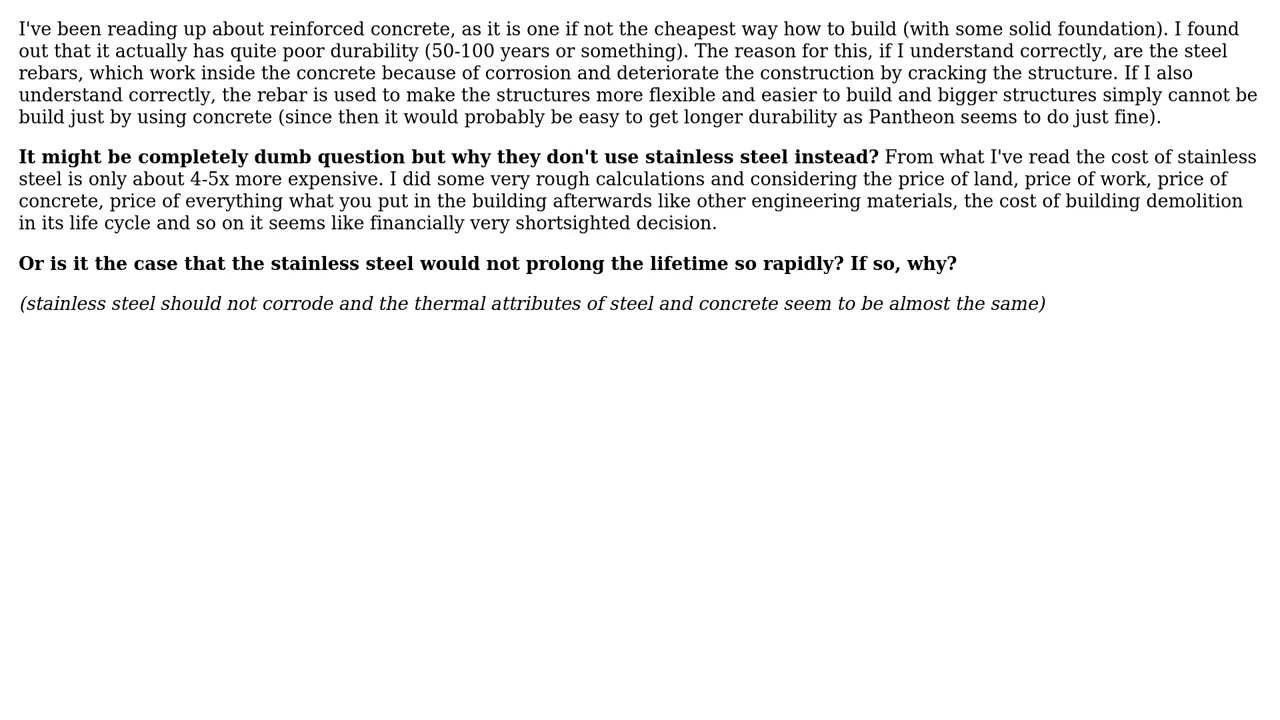 I've been reading up about reinforced concrete, as it is one if not the cheapest way how to build (with some solid foundation). I found
out that it actually has quite poor durability (50-100 years or something). The reason for this, if I understand correctly, are the steel
rebars, which work inside the concrete because of corrosion and deteriorate the construction by cracking the structure. If I also
understand correctly, the rebar is used to make the structures more flexible and easier to build and bigger structures simply cannot be
build just by using concrete (since then it would probably be easy to get longer durability as Pantheon seems to do just fine).
It might be completely dumb question but why they don't use stainless steel instead? From what I've read the cost of stainless
steel is only about 4-5x more expensive. I did some very rough calculations and considering the price of land, price of work, price of
concrete, price of everything what you put in the building afterwards like other engineering materials, the cost of building demolition
in its life cycle and so on it seems like financially very shortsighted decision.
Or is it the case that the stainless steel would not prolong the lifetime so rapidly? If so, why?
(stainless steel should not corrode and the thermal attributes of steel and concrete seem to be almost the same)